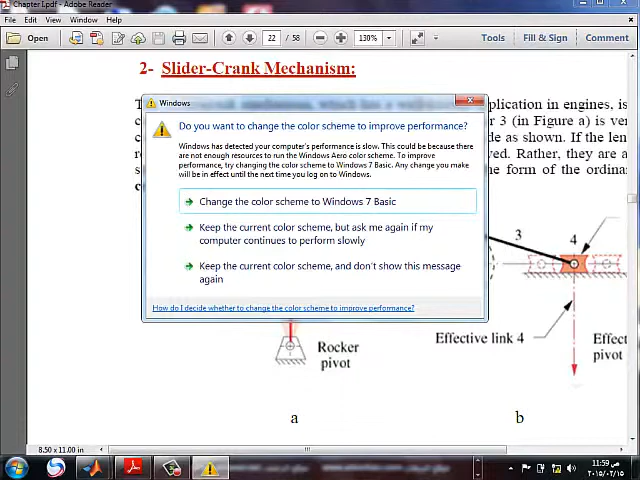 Chapter I.pdf - Adobe Reader
File Edit View Window Help
Open 22 / 58 130% Tools Fill & Sign Comment
2- Slider-Crank Mechanism:
plication in engines, is
r 3 (in Figure a) is ver
de as shown. If the len
ved. Rather, they are a
the form of the ordinar
Windows
Do you want to change the color scheme to improve performance?
Windows has detected your computer's performance is slow. This could be because there
are not enough resources to run the Windows Aero color scheme. To improve
performance, try changing the color scheme to Windows 7 Basic. Any change you make
will be in effect until the next time you log on to Windows.
Change the color scheme to Windows 7 Basic
Keep the current color scheme, but ask me again if my
computer continues to perform slowly
Keep the current color scheme, and don't show this message
again
How do I decide whether to change the color scheme to improve performance?
3
4
Effective link 4
Effect
pivot
Rocker
pivot
a
b
8.50 x 11.00 in
11:59 م
٢٠١٥/٠٢/١٥